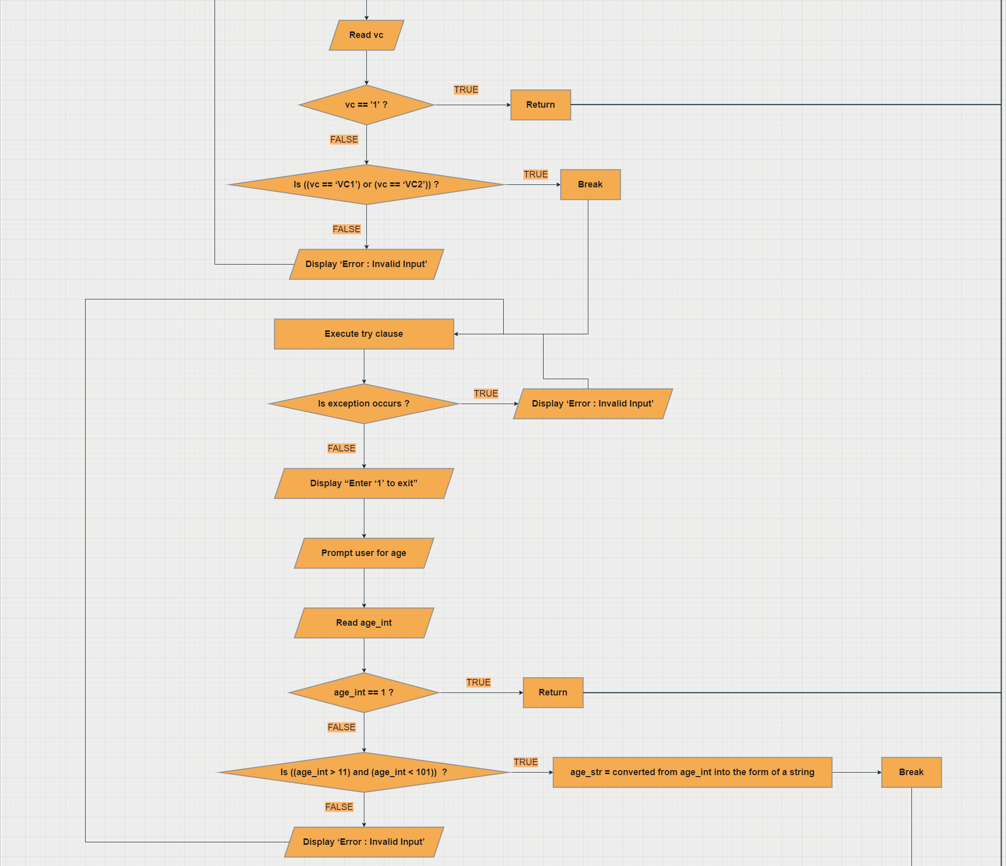 Read vc
TRUE
vc == '1' ?
Return
FALSE
TRUE
Is ((vc == ‘VC1’) or (vc == ‘VC2’)) ?
Break
FALSE
Display ‘Error : Invalid Input’
Execute try clause
TRUE
Is exception occurs ?
Display ‘Error : Invalid Input’
FALSE
Display “Enter ‘1’ to exit”
Prompt user for age
Read age_int
TRUE
age_int == 1 ?
Return
FALSE
TRUE
Is ((age_int > 11) and (age_int < 101)) ?
age_str = converted from age_int into the form of a string
Break
FALSE
Display ‘Error : Invalid Input’